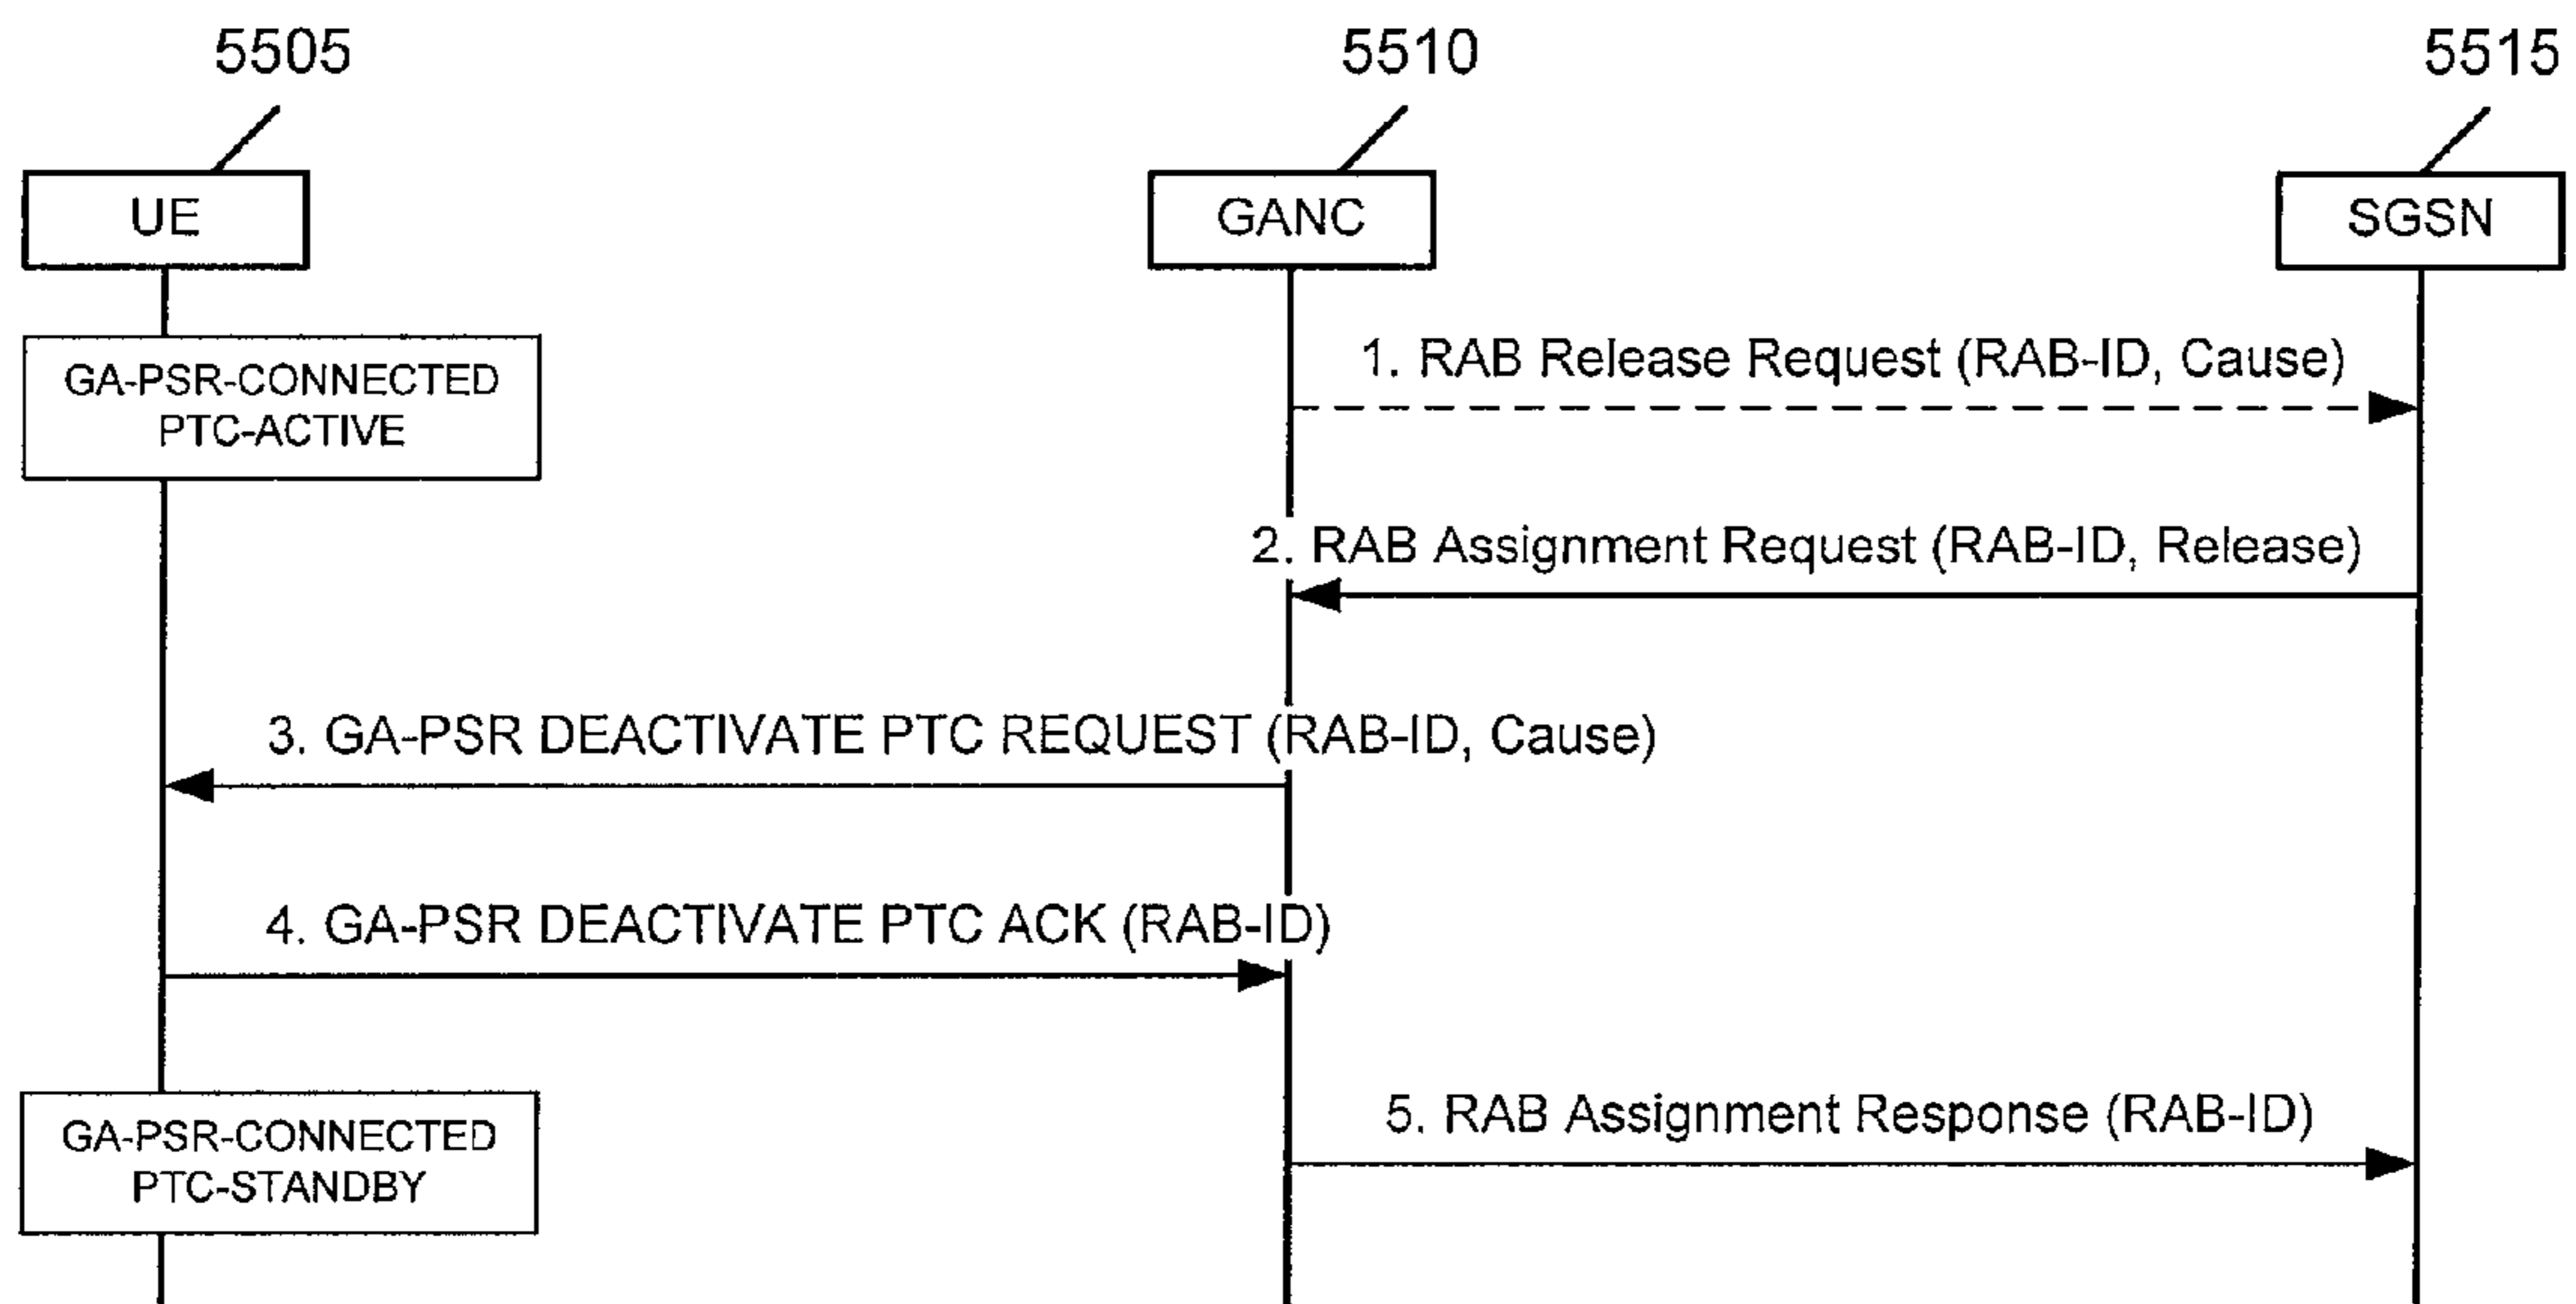 5505
5510
5515
UE
GANC
SGSN
GA-PSR-CONNECTED
PTC-ACTIVE
1. RAB Release Request (RAB-ID, Cause)
2. RAB Assignment Request (RAB-ID, Release)
3. GA-PSR DEACTIVATE PTC REQUEST (RAB-ID, Cause)
4. GA-PSR DEACTIVATE PTC ACK (RAB-ID)
GA-PSR-CONNECTED
PTC-STANDBY
5. RAB Assignment Response (RAB-ID)